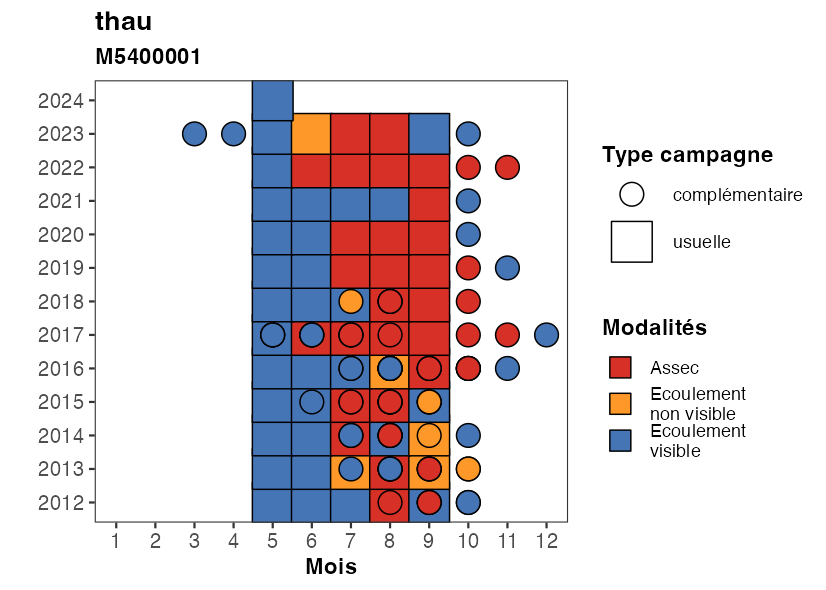 thau
M5400001
2024
2023
2022
2021
2020
2019
2018
2017
2016
2015
2014
2013
2012
1 2 3 4 5 6 7 8 9 10 11 12
Mois
Type campagne
complémentaire
usuelle
Modalités
Assec
Ecoulement
non visible
Ecoulement
visible